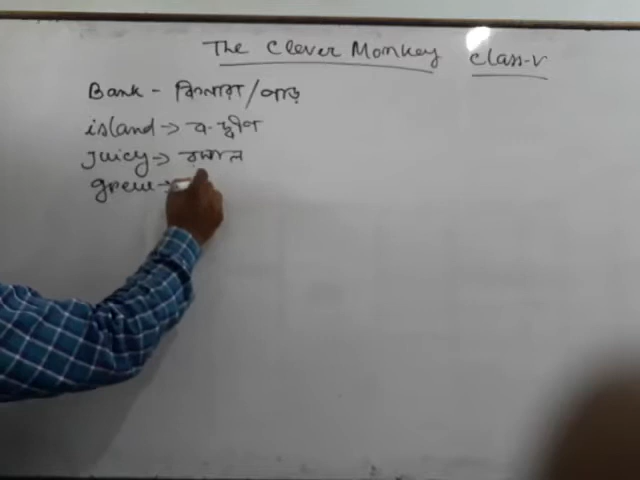 The Clever Monkey Class-V
Bank - কিনারা/পাড়
island → ব-দ্বীপ
Juicy → রসাল
grew →